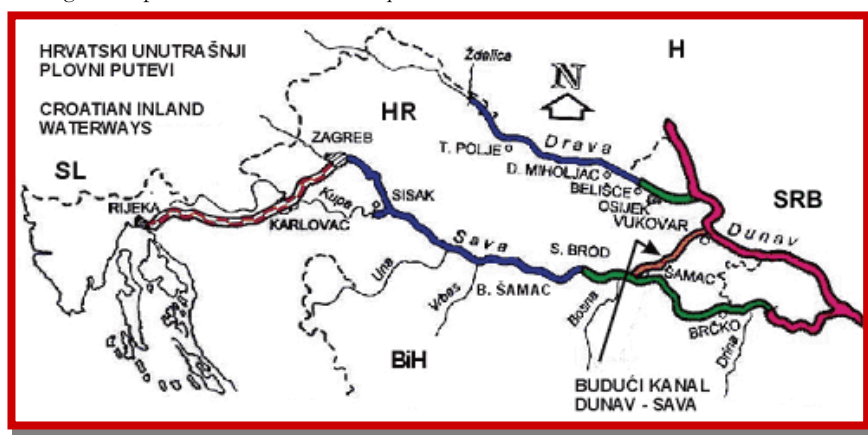 HRVATSKI UNUTRAŠNJI
PLOVNI PUTEVI
CROATIAN INLAND
WATERWAYS
H
Ždelica
N
HR
ZAGREB
T. POLJE
Drava
D. MIHOLJAC
BELIŠĆE
OSIJEK
VUKOVAR
SRB
SL
RIJEKA
KARLOVAC
Kupa
SISAK
Dunav
Sava
S. BROD
ŠAMAC
Una
Vrbas
B. ŠAMAC
Bosna
BRČKO
Drina
BiH
BUDUĆI KANAL
DUNAV - SAVA